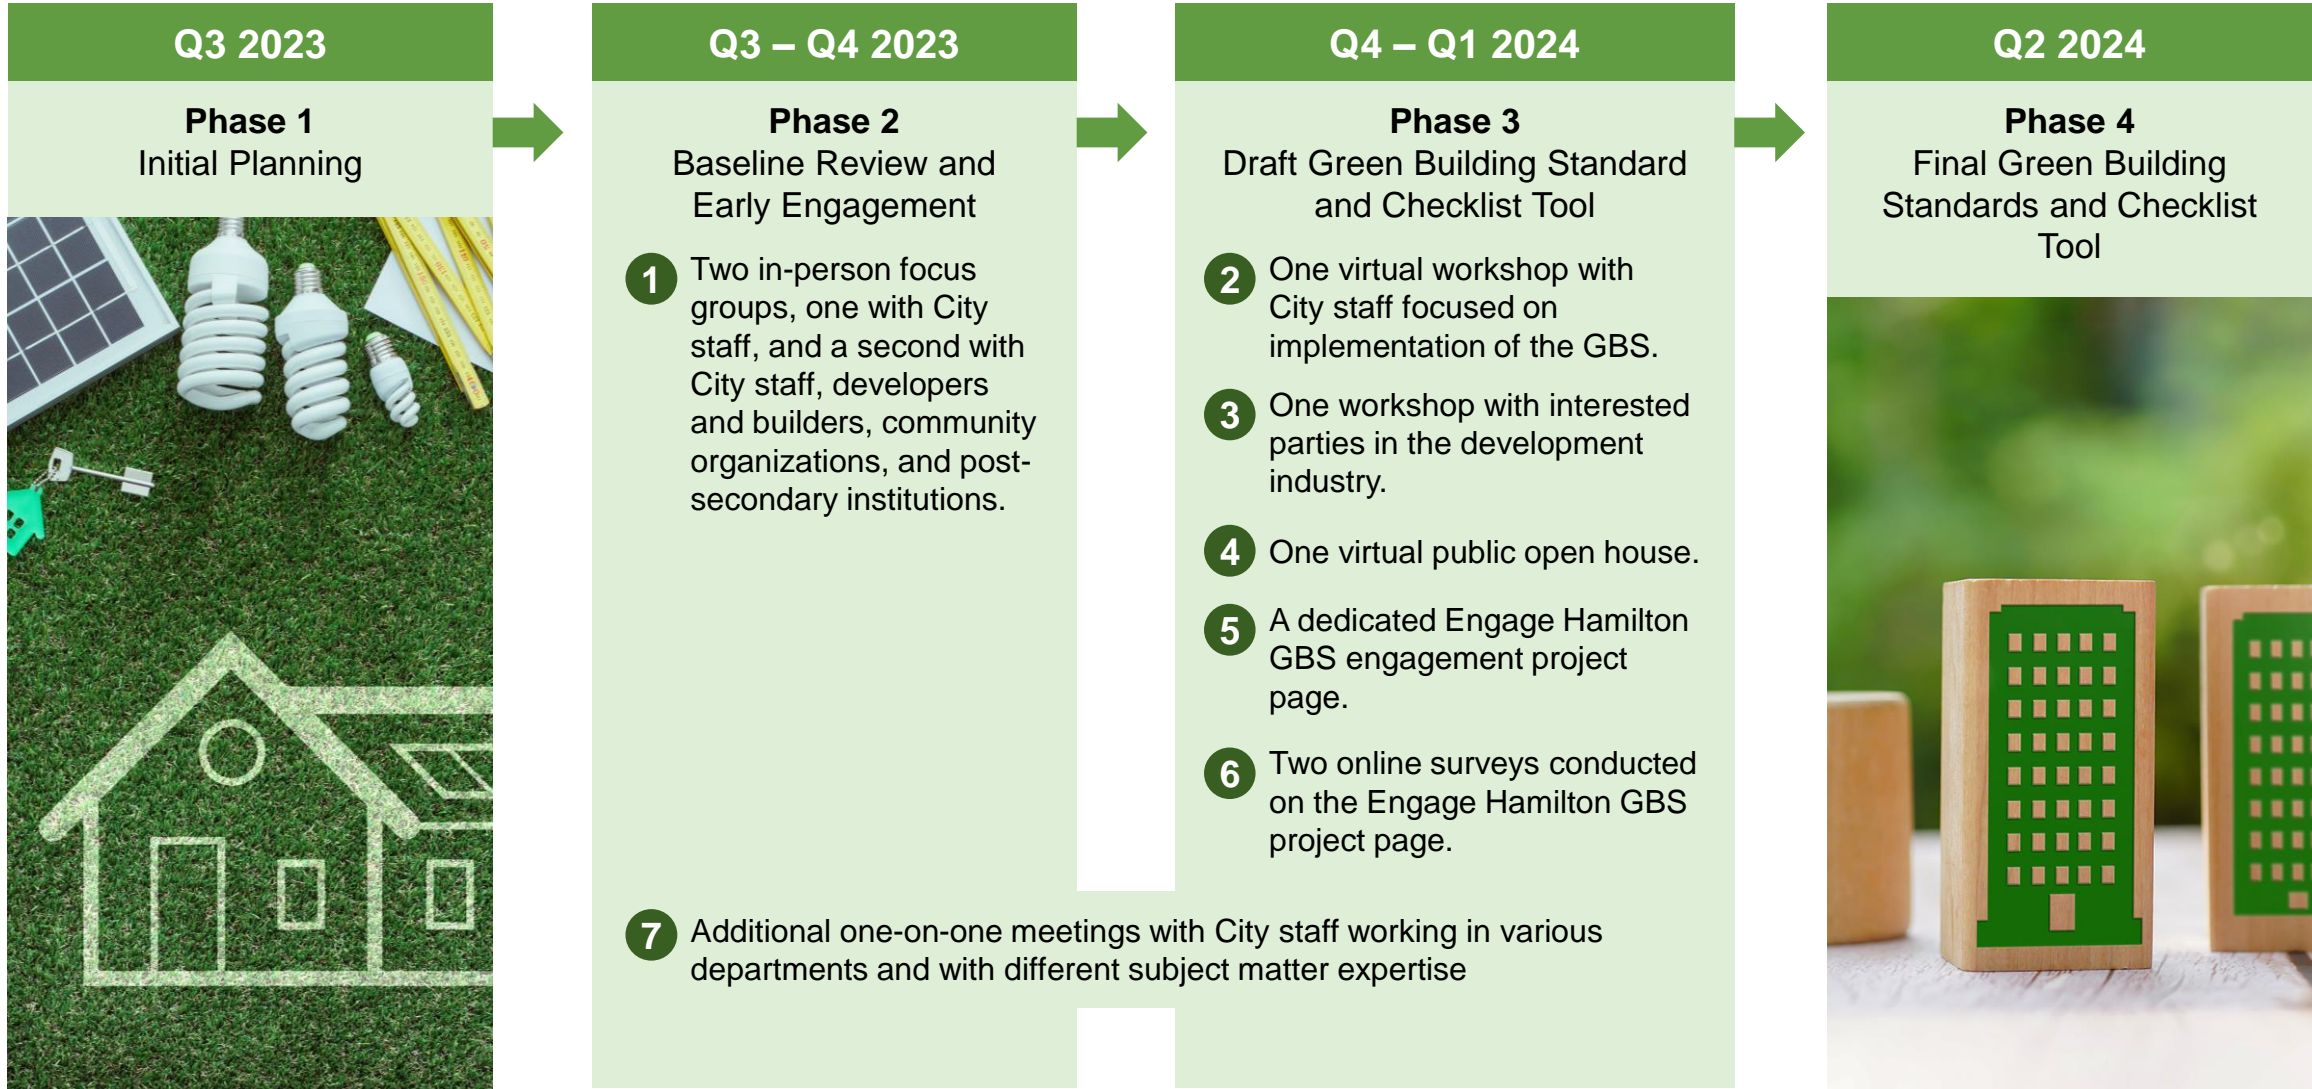 Q3 2023
Phase 1
Initial Planning
Q3 – Q4 2023
Phase 2
Baseline Review and
Early Engagement
1 Two in-person focus
groups, one with City
staff, and a second with
City staff, developers
and builders, community
organizations, and post-
secondary institutions.
Q4 – Q1 2024
Phase 3
Draft Green Building Standard
and Checklist Tool
2 One virtual workshop with
City staff focused on
implementation of the GBS.
3 One workshop with interested
parties in the development
industry.
4 One virtual public open house.
5 A dedicated Engage Hamilton
GBS engagement project
page.
6 Two online surveys conducted
on the Engage Hamilton GBS
project page.
7 Additional one-on-one meetings with City staff working in various
departments and with different subject matter expertise
Q2 2024
Phase 4
Final Green Building
Standards and Checklist
Tool